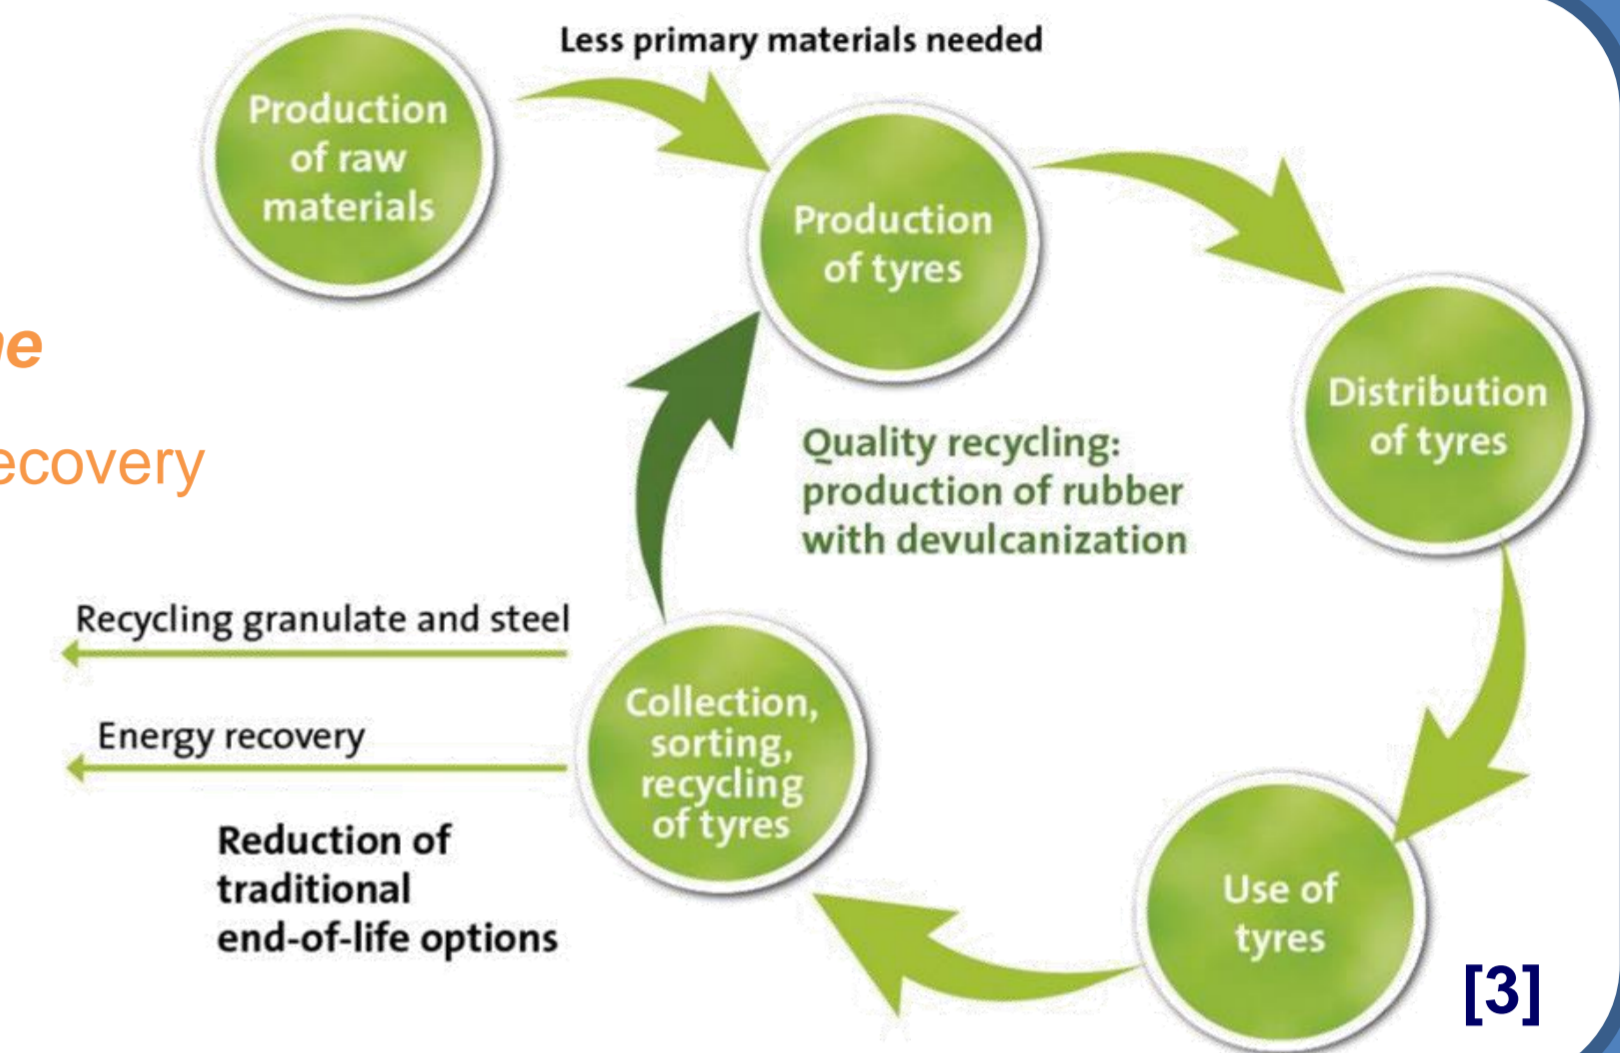 Less primary materials needed
Production
of raw
materials
Production
of tyres
Distribution
of tyres
Quality recycling:
production of rubber
with devulcanization
Recycling granulate and steel
Energy recovery
Reduction of
traditional
end-of-life options
Collection,
sorting,
recycling
of tyres
Use of
tyres
[3]